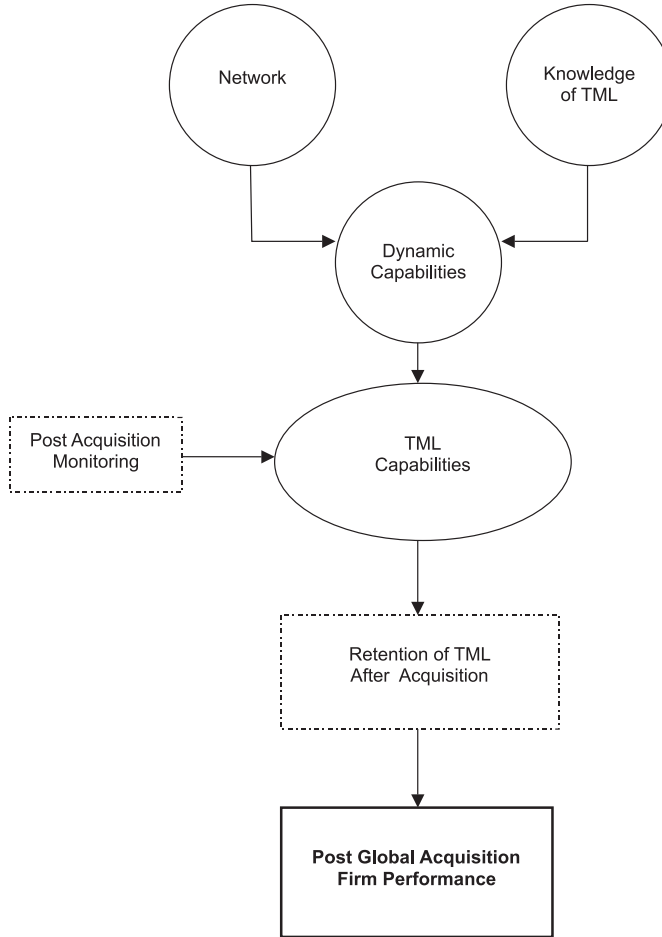 Network
Knowledge
of TML
Dynamic
Capabilities
Post Acquisition
Monitoring
TML
Capabilities
Retention of TML
After Acquisition
Post Global Acquisition
Firm Performance